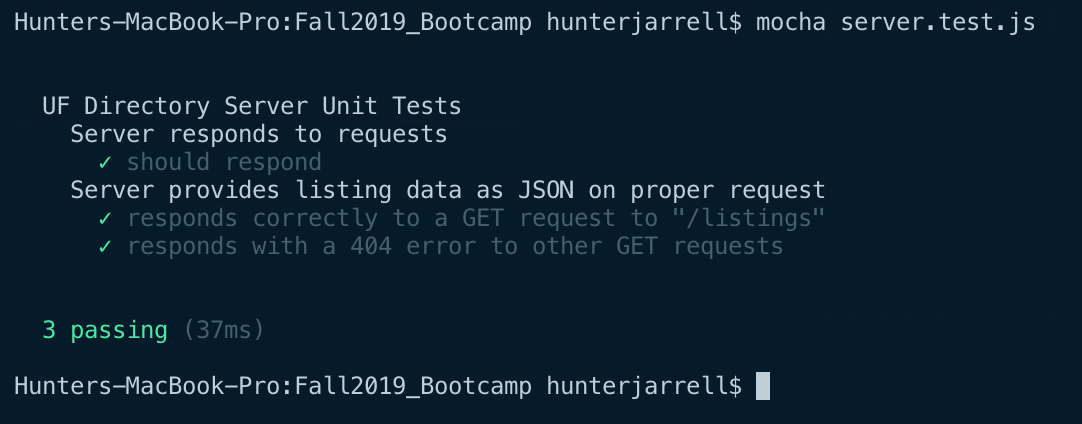 Hunters-MacBook-Pro:Fall2019_Bootcamp hunterjarrell$ mocha server.test.js
UF Directory Server Unit Tests
Server responds to requests
✓ should respond
Server provides listing data as JSON on proper request
✓ responds correctly to a GET request to "/listings"
✓ responds with a 404 error to other GET requests
3 passing (37ms)
Hunters-MacBook-Pro:Fall2019_Bootcamp hunterjarrell$